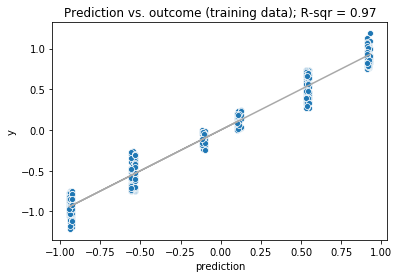 Prediction vs. outcome (training data); R-sqr = 0.97
1.0
0.5
0.0
−0.5
−1.0
y
−1.00 −0.75 −0.50 −0.25 0.00 0.25 0.50 0.75 1.00
prediction